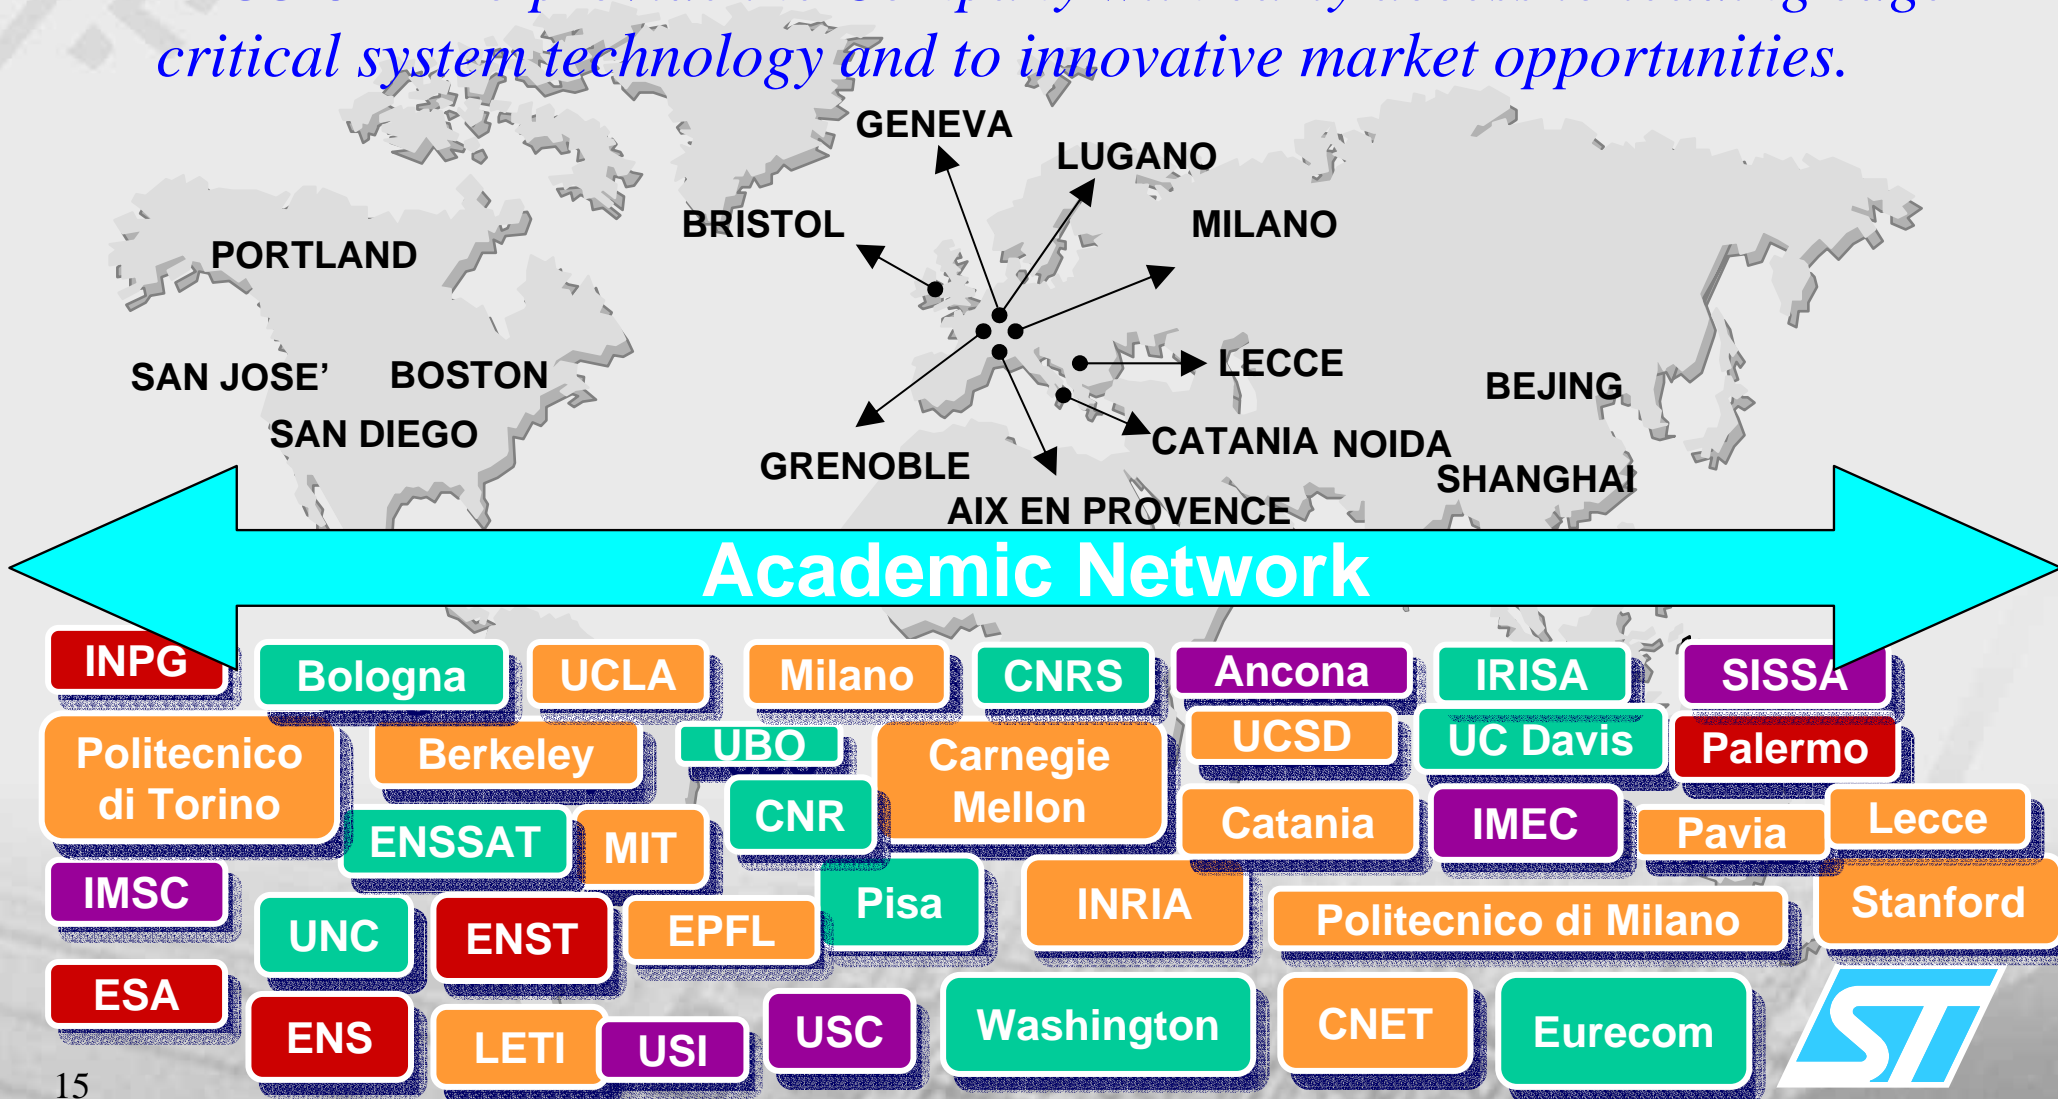 critical system technology and to innovative market opportunities.
GENEVA
LUGANO
BRISTOL
MILANO
PORTLAND
SAN JOSE’
BOSTON
LECCE
BEJING
SAN DIEGO
CATANIA
NOIDA
GRENOBLE
SHANGHAI
AIX EN PROVENCE
Academic Network
INPG
Bologna
UCLA
Milano
CNRS
Ancona
IRISA
SISSA
Politecnico
di Torino
Berkeley
UBO
Carnegie
Mellon
UCSD
UC Davis
Palermo
ENSSAT
MIT
CNR
Catania
IMEC
Pavia
Lecce
IMSC
UNC
ENST
EPFL
Pisa
INRIA
Politecnico di Milano
Stanford
ESA
ENS
LETI
USI
USC
Washington
CNET
Eurecom
ST
15